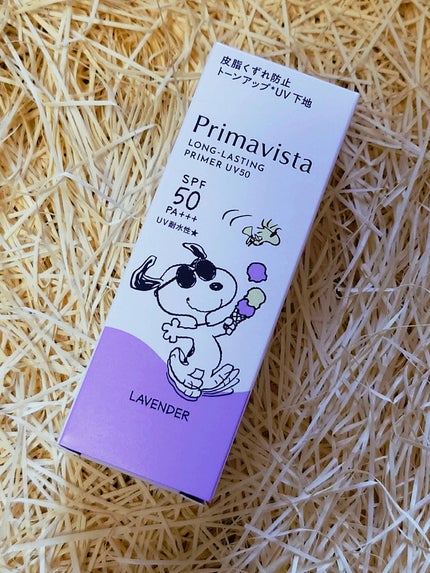 皮脂くずれ防止
トーンアップ*UV下地
Primavista
LONG-LASTING
PRIMER UV50
SPF
50
PA+++
UV耐水性★
LAVENDER